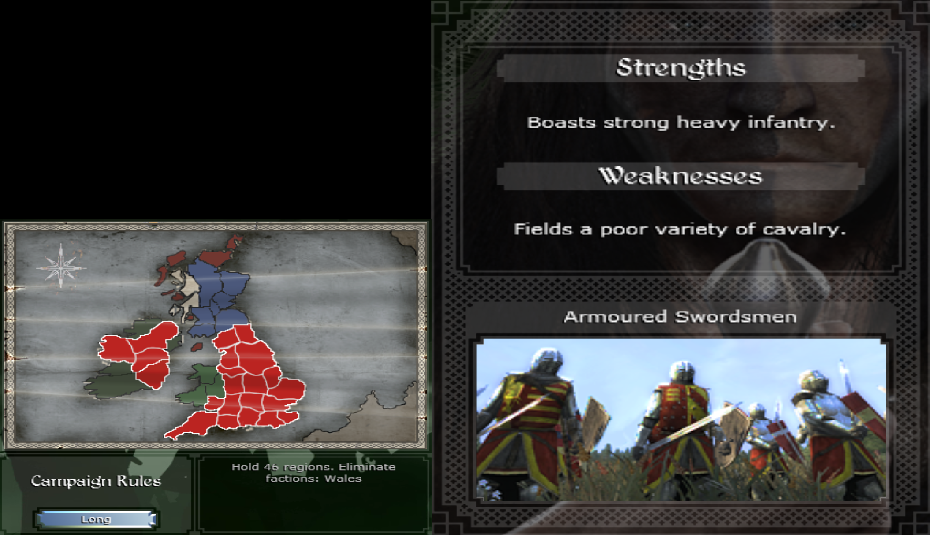 Strengths
Boasts strong heavy infantry.
Weaknesses
Fields a poor variety of cavalry.
Armoured Swordsmen
Campaign Rules
Long
Hold 46 regions. Eliminate
factions: Wales